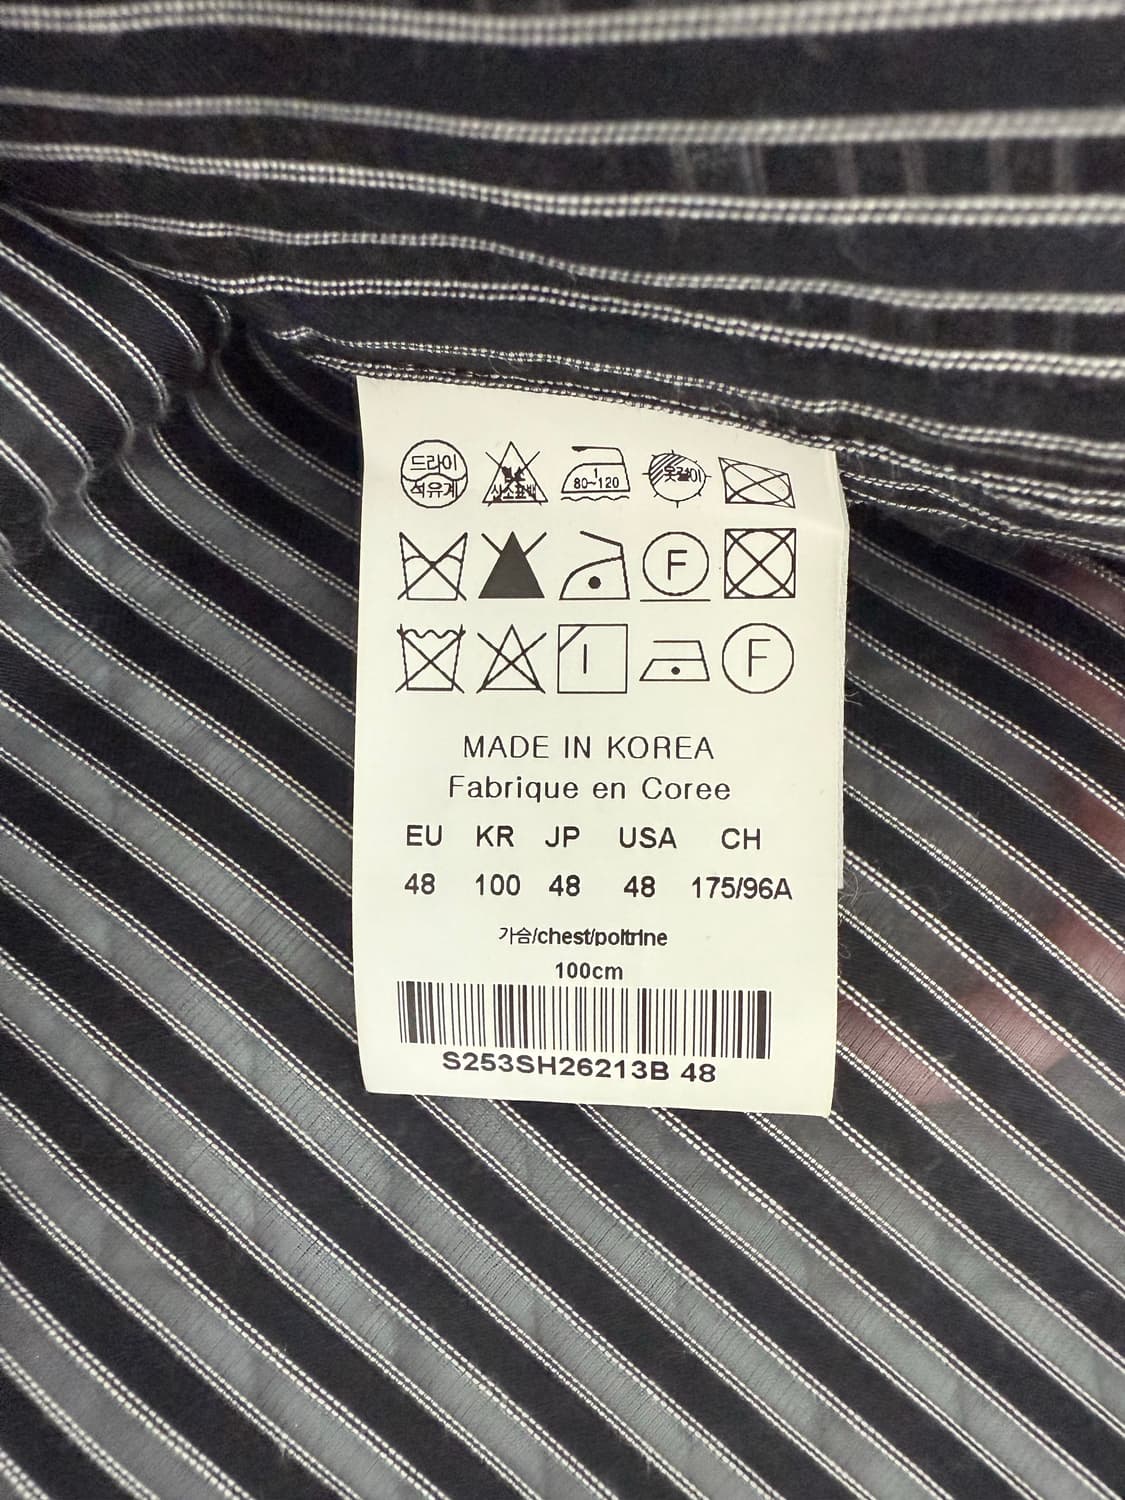 드라이
석유계
산소표백
1
80~120
옷걸이
F
F
MADE IN KOREA
Fabrique en Coree
EU KR JP USA CH
48 100 48 48 175/96A
가슴/chest/poltrine
100cm
S253SH26213B 48